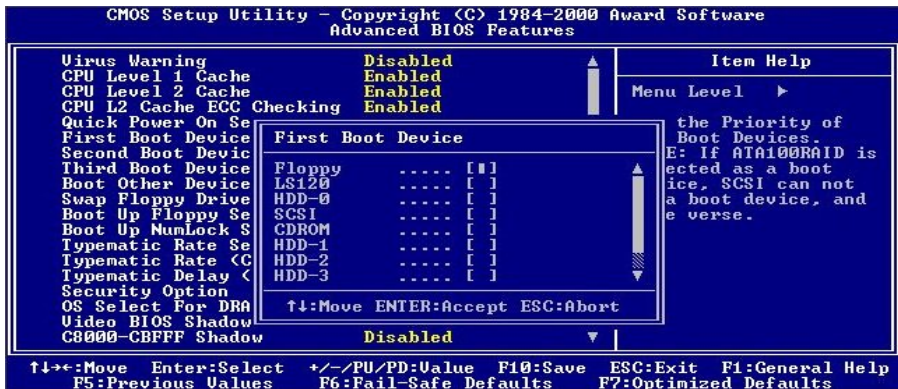 CMOS Setup Utility - Copyright (C) 1984-2000 Award Software
Advanced BIOS Features
Virus Warning Disabled
CPU Level 1 Cache Enabled
CPU Level 2 Cache Enabled
CPU L2 Cache ECC Checking Enabled
Quick Power On Se
First Boot Device
Second Boot Devic
Third Boot Device
Boot Other Device
Swap Floppy Drive
Boot Up Floppy Se
Boot Up NumLock S
Typematic Rate Se
Typematic Rate (C
Typematic Delay (
Security Option
OS Select For DRA
Video BIOS Shadow
C8000-CBFFF Shadow Disabled
First Boot Device
Floppy ..... [▮]
LS120 ..... [ ]
HDD-0 ..... [ ]
SCSI ..... [ ]
CDROM ..... [ ]
HDD-1 ..... [ ]
HDD-2 ..... [ ]
HDD-3 ..... [ ]
↑↓:Move ENTER:Accept ESC:Abort
Item Help
Menu Level ▶
the Priority of
Boot Devices.
E: If ATA100RAID is
ected as a boot
ice, SCSI can not
a boot device, and
e verse.
↑↓→←:Move Enter:Select +/-/PU/PD:Value F10:Save ESC:Exit F1:General Help
F5:Previous Values F6:Fail-Safe Defaults F7:Optimized Defaults